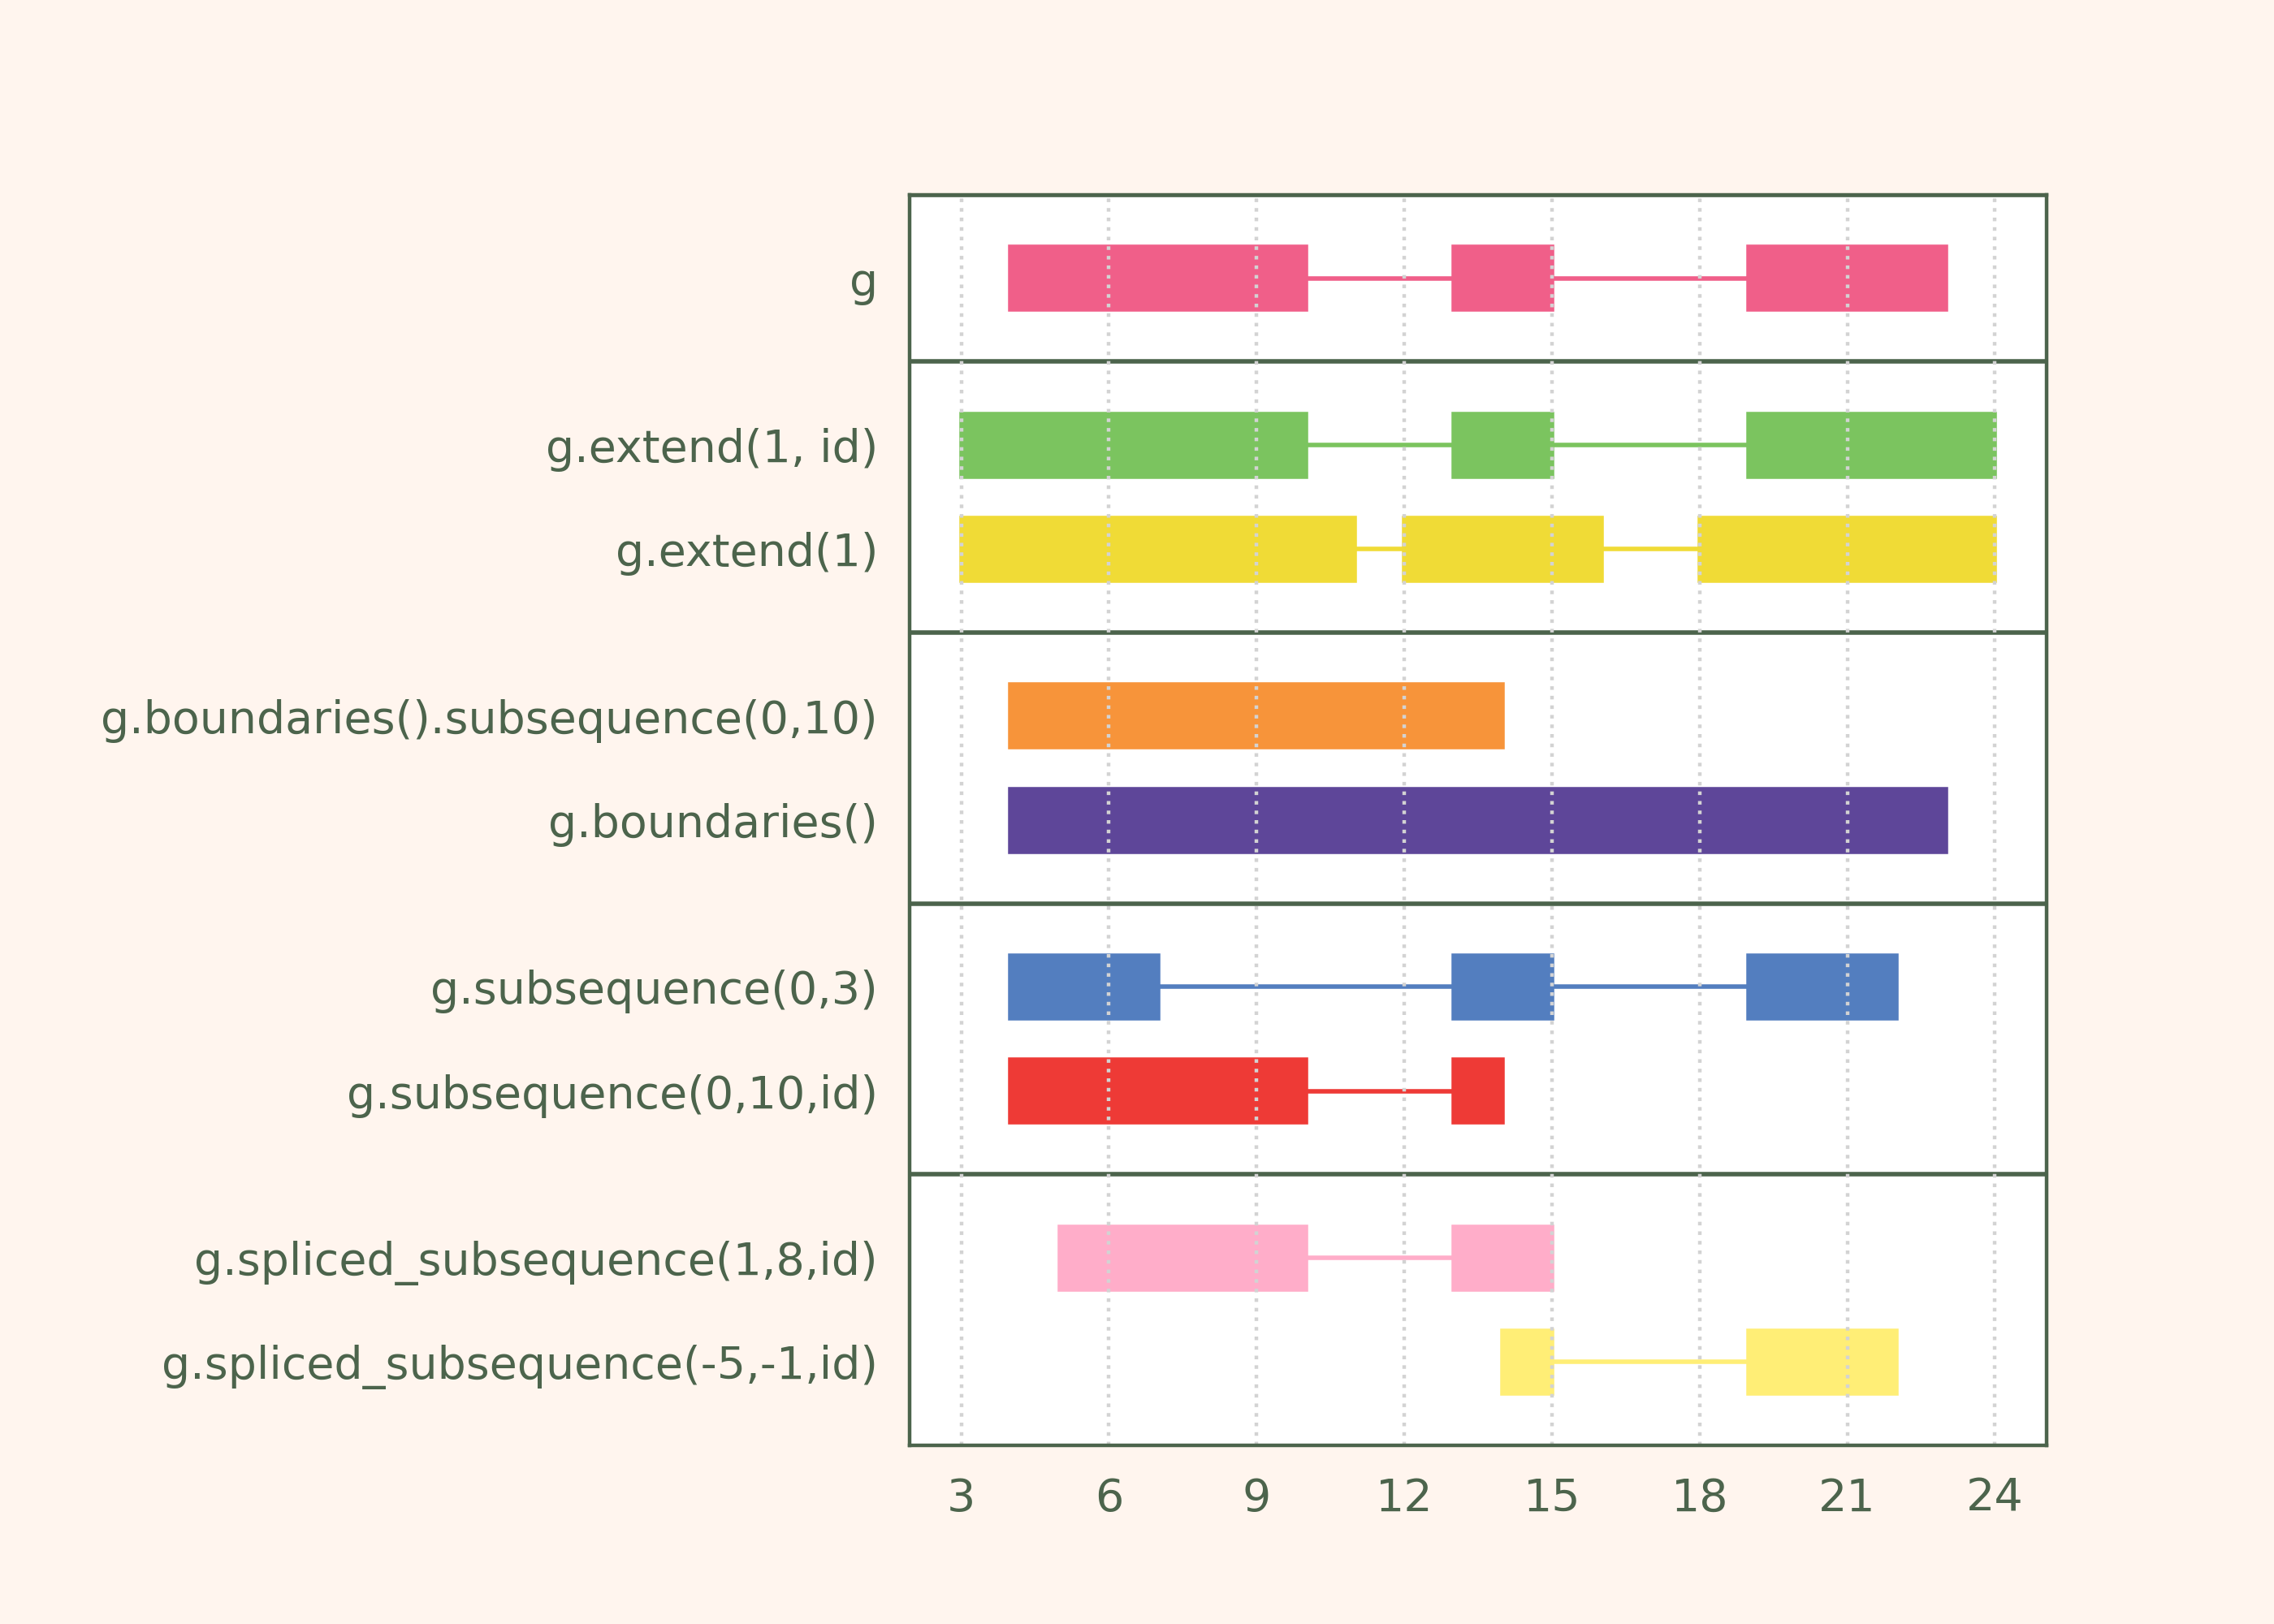 g
g.extend(1, id)
g.extend(1)
g.boundaries().subsequence(0,10)
g.boundaries()
g.subsequence(0,3)
g.subsequence(0,10,id)
g.spliced_subsequence(1,8,id)
g.spliced_subsequence(-5,-1,id)
3 6 9 12 15 18 21 24